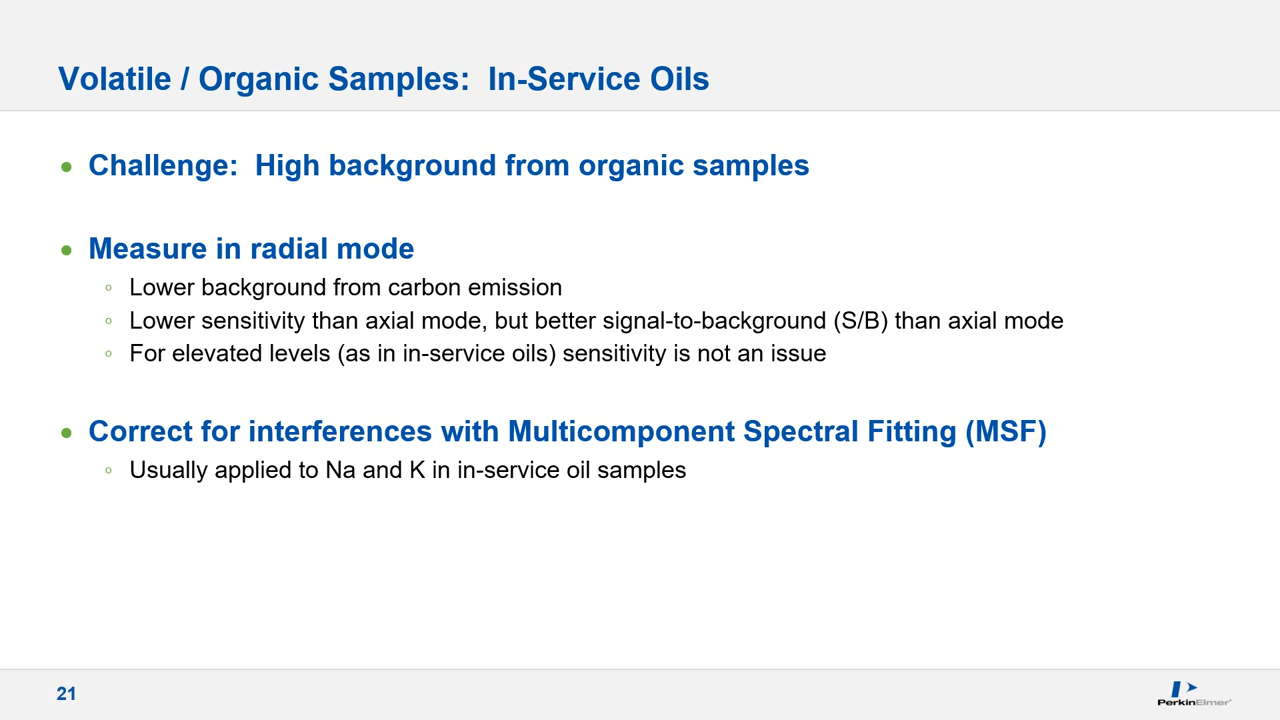 Volatile / Organic Samples: In-Service Oils
• Challenge: High background from organic samples
• Measure in radial mode
◦ Lower background from carbon emission
◦ Lower sensitivity than axial mode, but better signal-to-background (S/B) than axial mode
◦ For elevated levels (as in in-service oils) sensitivity is not an issue
• Correct for interferences with Multicomponent Spectral Fitting (MSF)
◦ Usually applied to Na and K in in-service oil samples
21
PerkinElmer